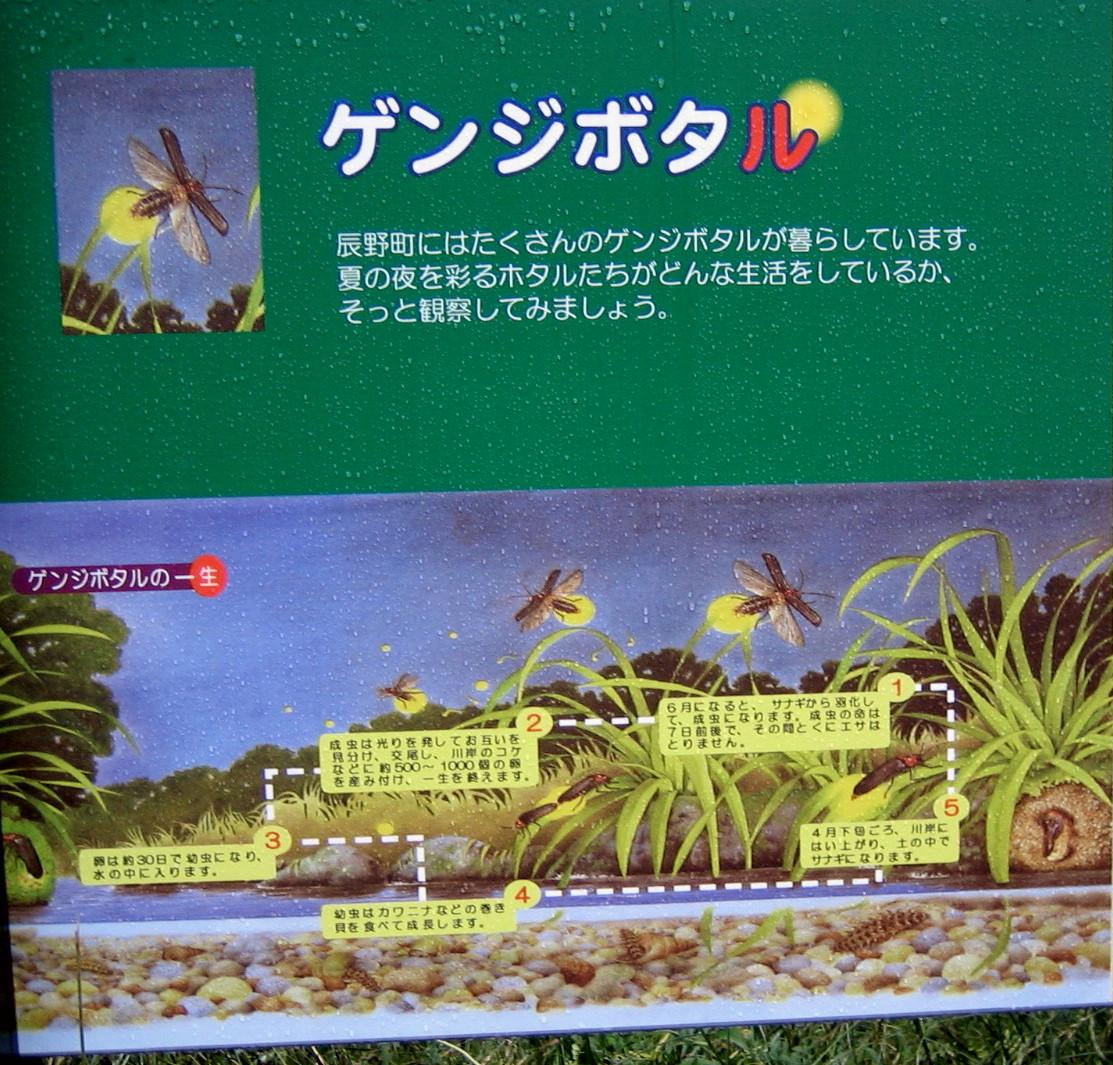 ゲンジボタル
辰野町にはたくさんのゲンジボタルが暮らしています。
夏の夜を彩るホタルたちがどんな生活をしているか、
そっと観察してみましょう。
ゲンジボタルの一生
1
6月になると、サナギから羽化し
て、成虫になります。成虫の命は
7日前後で、その間とくにエサは
とりません。
2
成虫は光りを発してお互いを
見分け、交尾し、川岸のコケ
などに約500〜1000個の卵
を産み付け、一生を終えます。
3
卵は約30日で幼虫になり、
水の中に入ります。
4
幼虫はカワニナなどの巻き
貝を食べて成長します。
5
4月下旬ごろ、川岸に
はい上がり、土の中で
サナギになります。